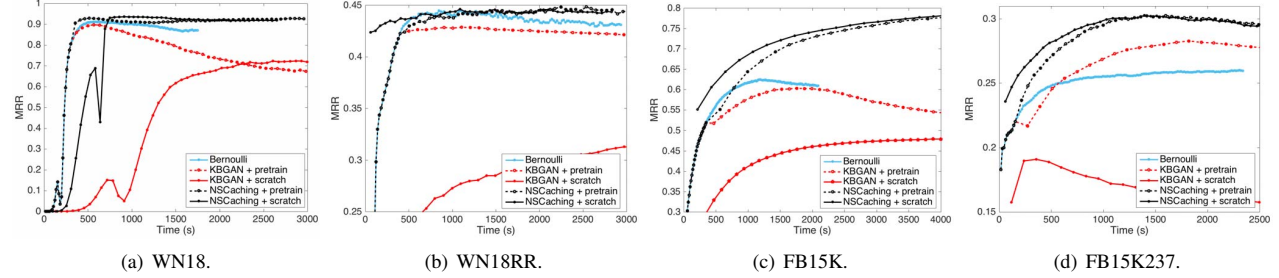 MRR
1
0.9
0.8
0.7
0.6
0.5
0.4
0.3
0.2
0.1
0
0 500 1000 1500 2000 2500 3000
Time (s)
Bernoulli
KBGAN + pretrain
KBGAN + scratch
NSCaching + pretrain
NSCaching + scratch
(a) WN18.
MRR
0.45
0.4
0.35
0.3
0.25
0 500 1000 1500 2000 2500 3000
Time (s)
Bernoulli
KBGAN + pretrain
KBGAN + scratch
NSCaching + pretrain
NSCaching + scratch
(b) WN18RR.
MRR
0.8
0.75
0.7
0.65
0.6
0.55
0.5
0.45
0.4
0.35
0.3
0 500 1000 1500 2000 2500 3000 3500 4000
Time (s)
Bernoulli
KBGAN + pretrain
KBGAN + scratch
NSCaching + pretrain
NSCaching + scratch
(c) FB15K.
MRR
0.3
0.25
0.2
0.15
0 500 1000 1500 2000 2500
Time (s)
Bernoulli
KBGAN + pretrain
KBGAN + scratch
NSCaching + pretrain
NSCaching + scratch
(d) FB15K237.